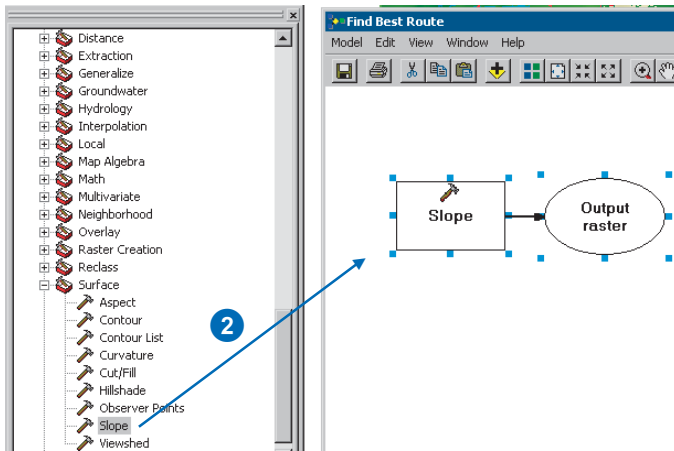 Distance
Extraction
Generalize
Groundwater
Hydrology
Interpolation
Local
Map Algebra
Math
Multivariate
Neighborhood
Overlay
Raster Creation
Reclass
Surface
Aspect
Contour
Contour List
Curvature
Cut/Fill
Hillshade
Observer Points
Slope
Viewshed
2
Find Best Route
Model Edit View Window Help
Slope
Output
raster